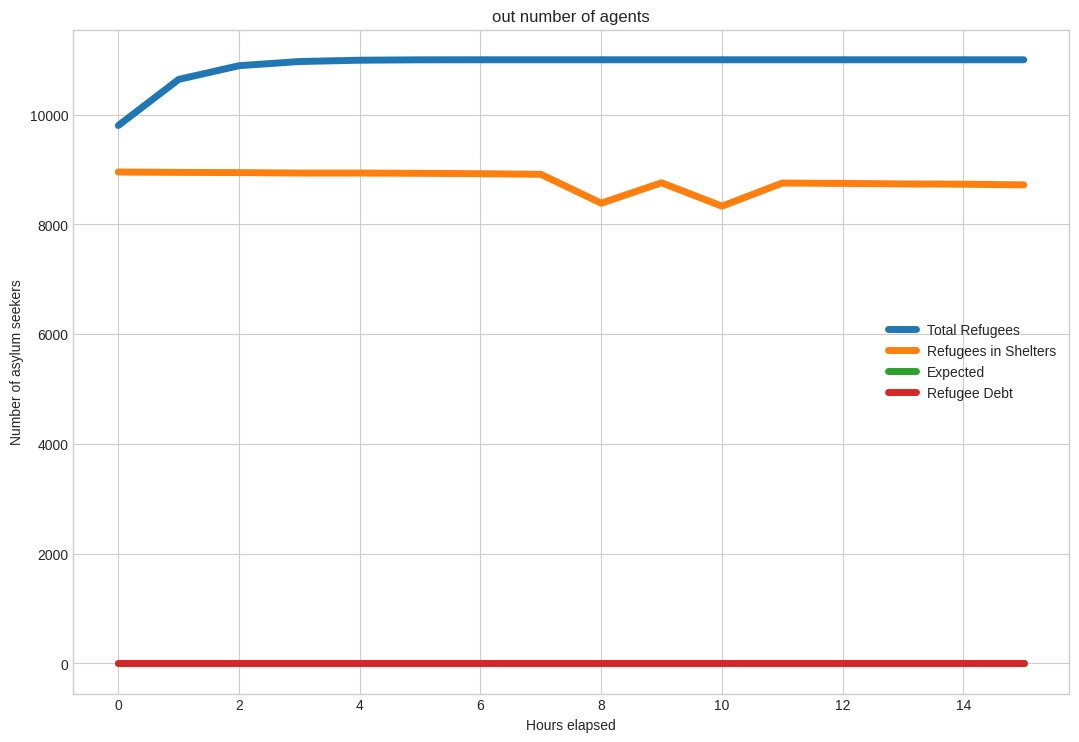 out number of agents
Number of asylum seekers
10000
8000
6000
4000
2000
0
Total Refugees
Refugees in Shelters
Expected
Refugee Debt
0 2 4 6 8 10 12 14
Hours elapsed